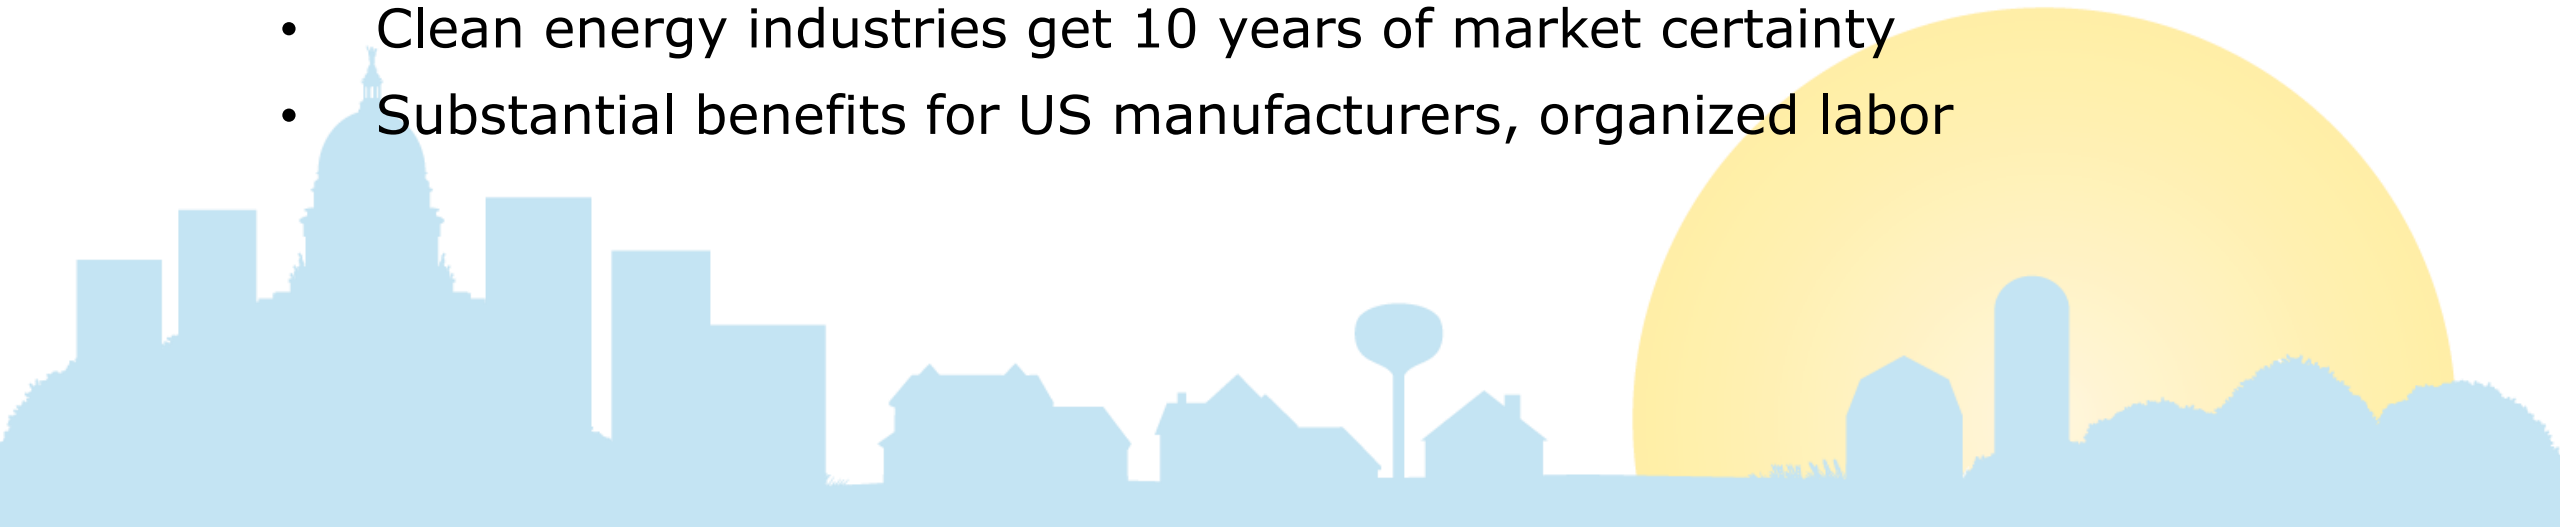 • Clean energy industries get 10 years of market certainty
• Substantial benefits for US manufacturers, organized labor